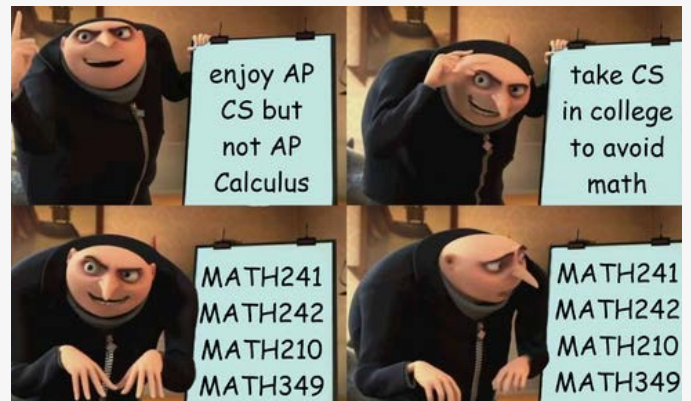 enjoy AP
CS but
not AP
Calculus
take CS
in college
to avoid
math
MATH241
MATH242
MATH210
MATH349
MATH241
MATH242
MATH210
MATH349